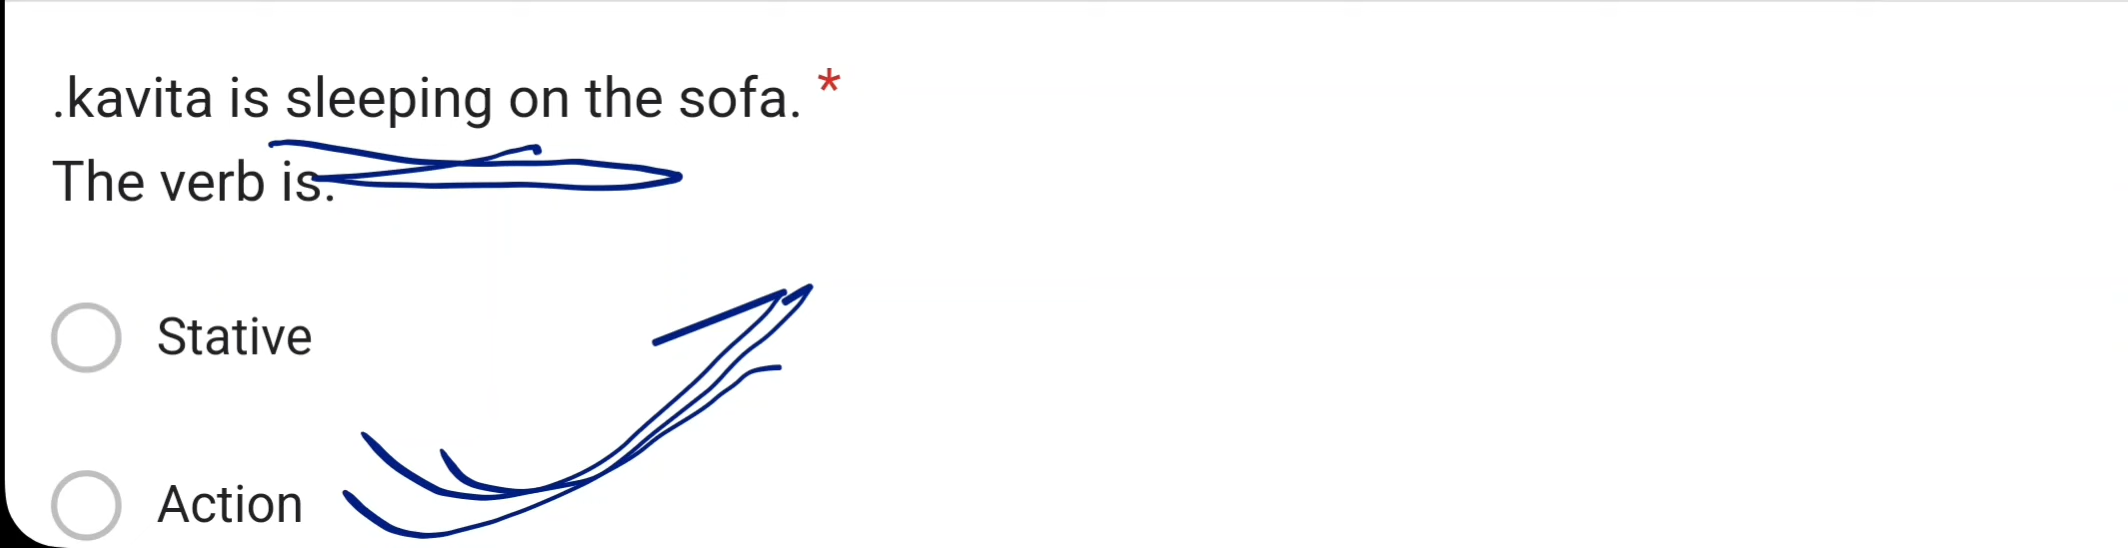 .kavita is sleeping on the sofa. *
The verb is.
Stative
Action